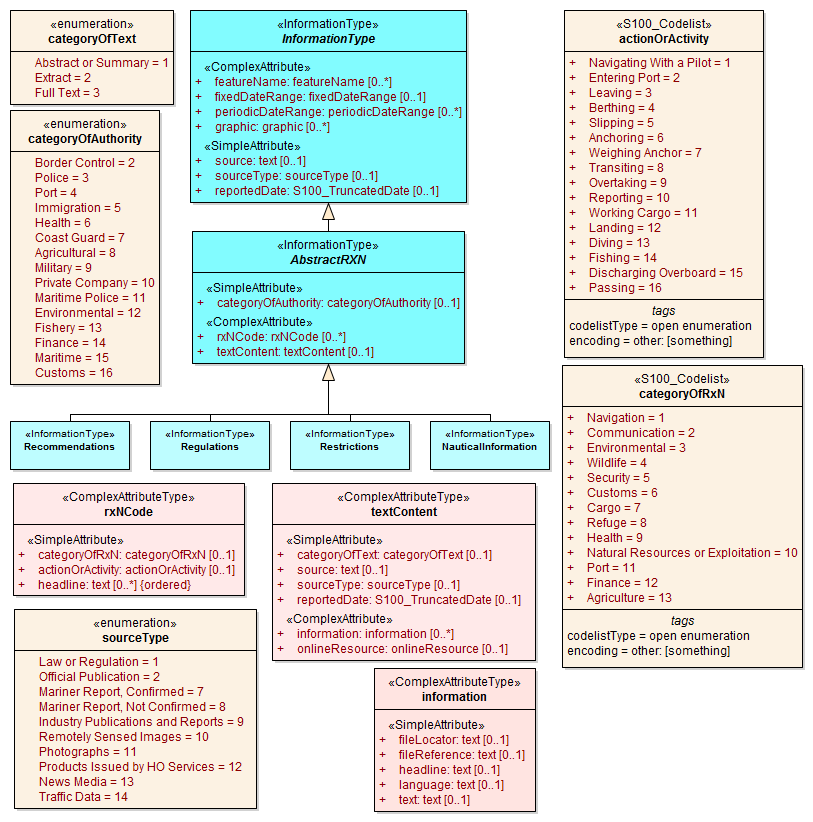 «enumeration»
categoryOfText
Abstract or Summary = 1
Extract = 2
Full Text = 3
«enumeration»
categoryOfAuthority
Border Control = 2
Police = 3
Port = 4
Immigration = 5
Health = 6
Coast Guard = 7
Agricultural = 8
Military = 9
Private Company = 10
Maritime Police = 11
Environmental = 12
Fishery = 13
Finance = 14
Maritime = 15
Customs = 16
«InformationType»
InformationType
«ComplexAttribute»
+ featureName: featureName [0..*]
+ fixedDateRange: fixedDateRange [0..1]
+ periodicDateRange: periodicDateRange [0..*]
+ graphic: graphic [0..*]
«SimpleAttribute»
+ source: text [0..1]
+ sourceType: sourceType [0..1]
+ reportedDate: S100_TruncatedDate [0..1]
«InformationType»
AbstractRXN
«SimpleAttribute»
+ categoryOfAuthority: categoryOfAuthority [0..1]
«ComplexAttribute»
+ rxNCode: rxNCode [0..*]
+ textContent: textContent [0..1]
«InformationType»
Recommendations
«InformationType»
Regulations
«InformationType»
Restrictions
«InformationType»
NauticalInformation
«S100_Codelist»
actionOrActivity
+ Navigating With a Pilot = 1
+ Entering Port = 2
+ Leaving = 3
+ Berthing = 4
+ Slipping = 5
+ Anchoring = 6
+ Weighing Anchor = 7
+ Transiting = 8
+ Overtaking = 9
+ Reporting = 10
+ Working Cargo = 11
+ Landing = 12
+ Diving = 13
+ Fishing = 14
+ Discharging Overboard = 15
+ Passing = 16
tags
codelistType = open enumeration
encoding = other: [something]
«S100_Codelist»
categoryOfRxN
+ Navigation = 1
+ Communication = 2
+ Environmental = 3
+ Wildlife = 4
+ Security = 5
+ Customs = 6
+ Cargo = 7
+ Refuge = 8
+ Health = 9
+ Natural Resources or Exploitation = 10
+ Port = 11
+ Finance = 12
+ Agriculture = 13
tags
codelistType = open enumeration
encoding = other: [something]
«ComplexAttributeType»
rxNCode
«SimpleAttribute»
+ categoryOfRxN: categoryOfRxN [0..1]
+ actionOrActivity: actionOrActivity [0..1]
+ headline: text [0..*] {ordered}
«ComplexAttributeType»
textContent
«SimpleAttribute»
+ categoryOfText: categoryOfText [0..1]
+ source: text [0..1]
+ sourceType: sourceType [0..1]
+ reportedDate: S100_TruncatedDate [0..1]
«ComplexAttribute»
+ information: information [0..*]
+ onlineResource: onlineResource [0..1]
«enumeration»
sourceType
Law or Regulation = 1
Official Publication = 2
Mariner Report, Confirmed = 7
Mariner Report, Not Confirmed = 8
Industry Publications and Reports = 9
Remotely Sensed Images = 10
Photographs = 11
Products Issued by HO Services = 12
News Media = 13
Traffic Data = 14
«ComplexAttributeType»
information
«SimpleAttribute»
+ fileLocator: text [0..1]
+ fileReference: text [0..1]
+ headline: text [0..1]
+ language: text [0..1]
+ text: text [0..1]